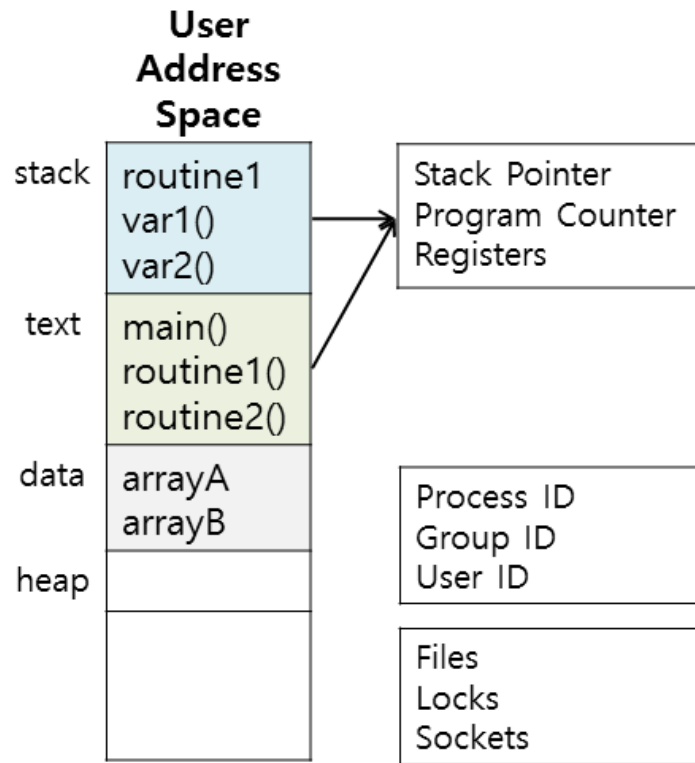 User
Address
Space
stack
routine1
var1()
var2()
text
main()
routine1()
routine2()
data
arrayA
arrayB
heap
Stack Pointer
Program Counter
Registers
Process ID
Group ID
User ID
Files
Locks
Sockets